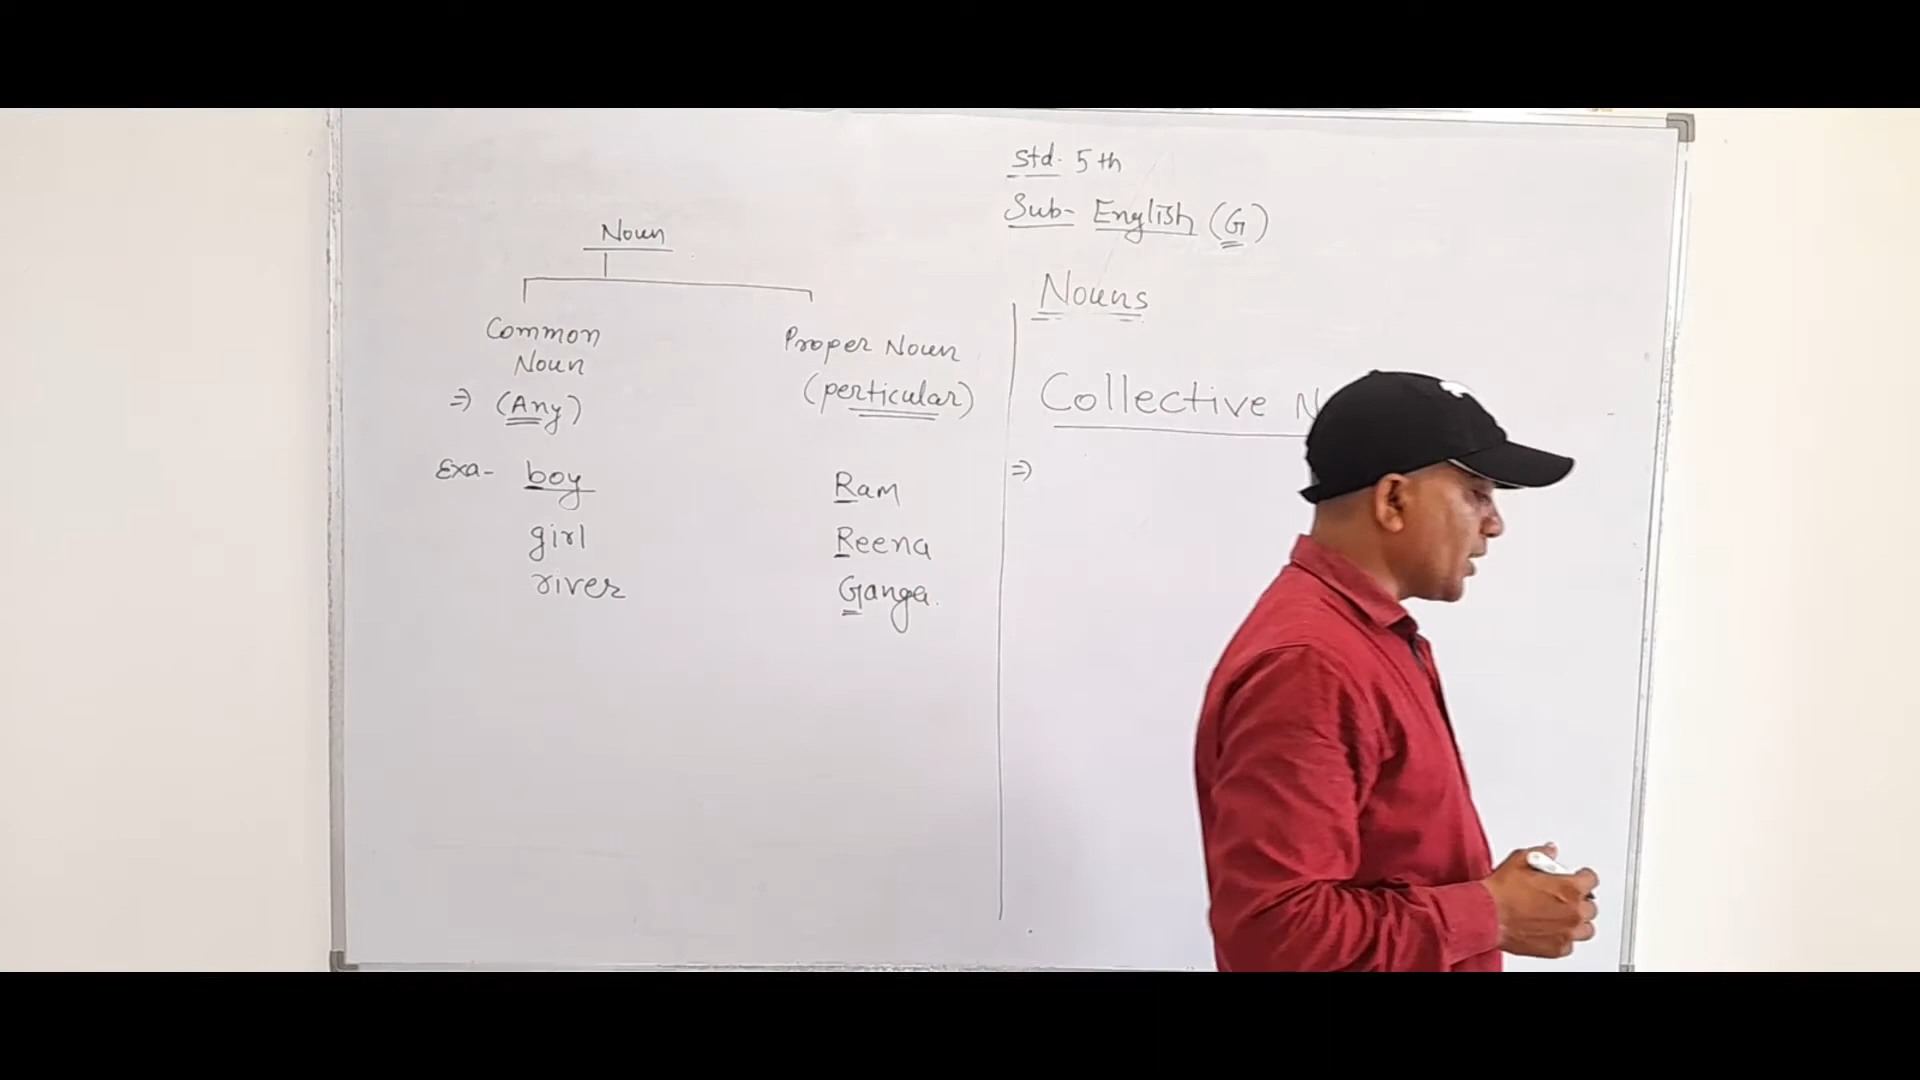 Std. 5th
Sub- English (G)
Noun
Common
Noun
Proper Noun
⇒ (Any)
(perticular)
Exa- boy
Ram
girl
Reena
river
Ganga.
Nouns
Collective N
⇒